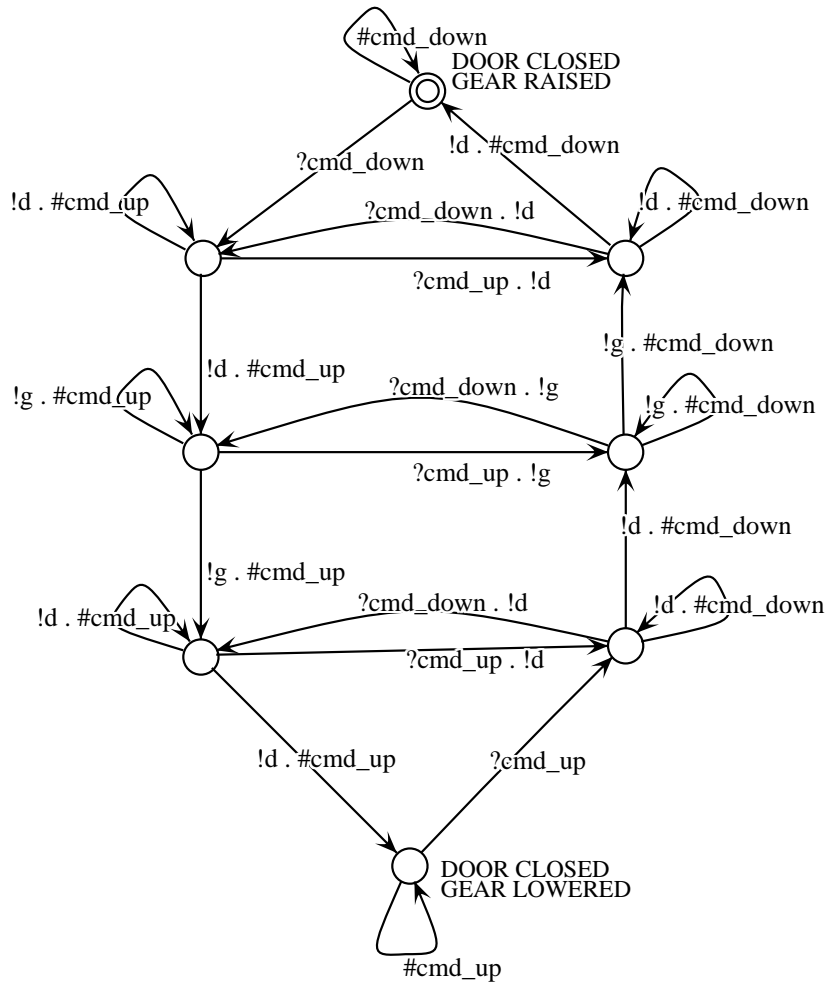 #cmd_down
DOOR CLOSED
GEAR RAISED
!d . #cmd_down
?cmd_down
!d . #cmd_up
?cmd_down . !d
!d . #cmd_down
?cmd_up . !d
!g . #cmd_down
!d . #cmd_up
!g . #cmd_up
?cmd_down . !g
!g . #cmd_down
?cmd_up . !g
!d . #cmd_down
!g . #cmd_up
!d . #cmd_up
?cmd_down . !d
!d . #cmd_down
?cmd_up . !d
!d . #cmd_up
?cmd_up
DOOR CLOSED
GEAR LOWERED
#cmd_up